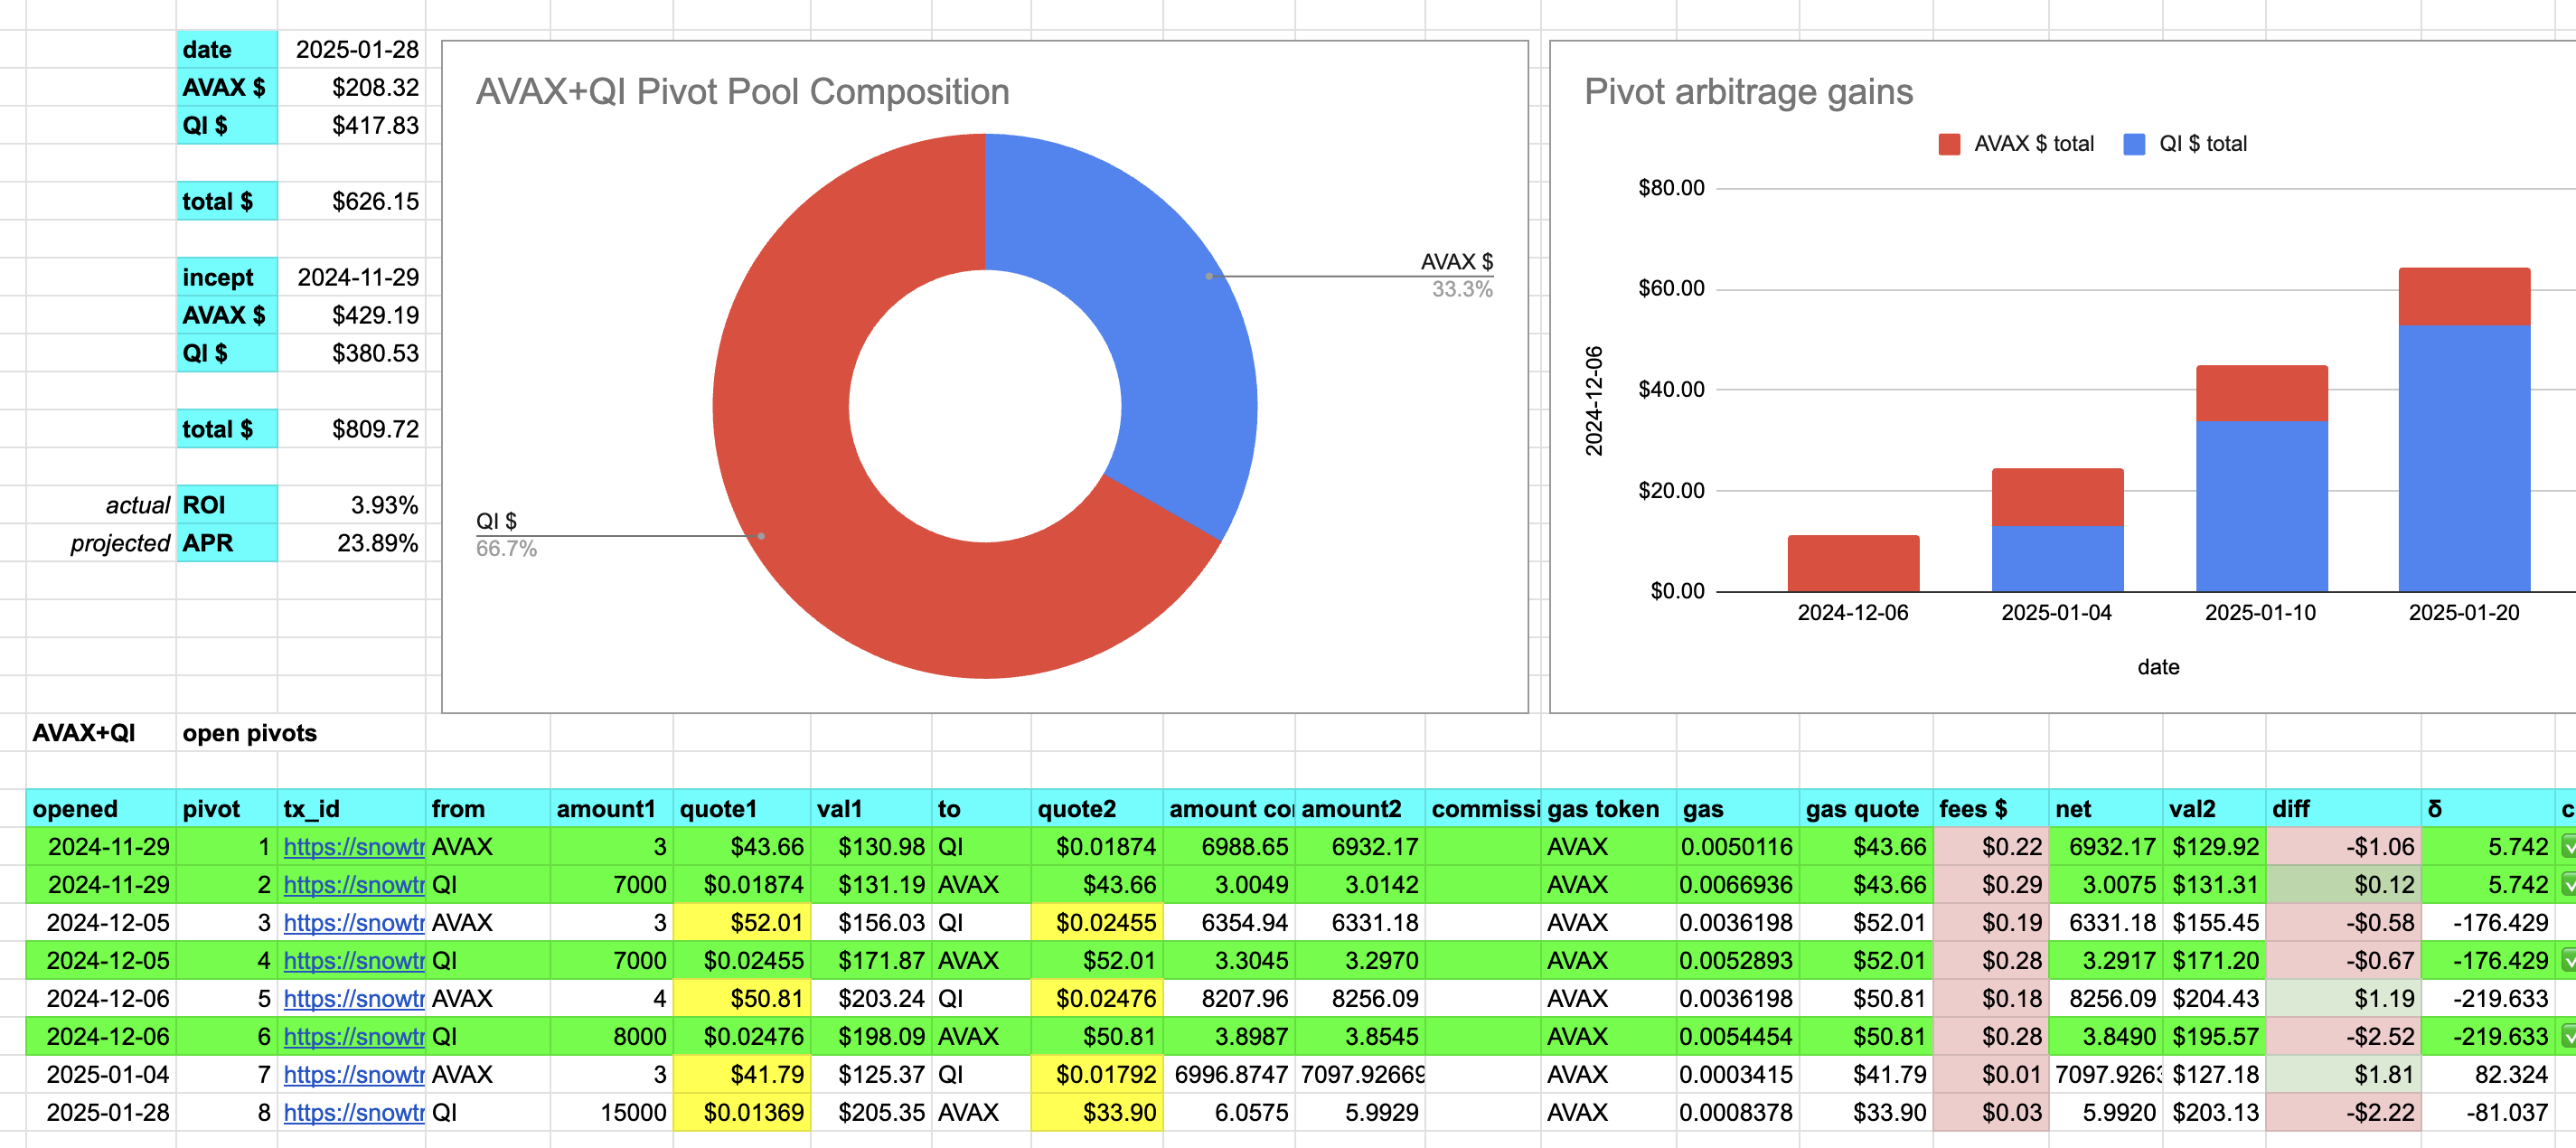 date 2025-01-28
AVAX $ $208.32
QI $ $417.83
total $ $626.15
incept 2024-11-29
AVAX $ $429.19
QI $ $380.53
total $ $809.72
actual ROI 3.93%
projected APR 23.89%
AVAX+QI Pivot Pool Composition
AVAX $
33.3%
QI $
66.7%
Pivot arbitrage gains
AVAX $ total QI $ total
$80.00
$60.00
$40.00
$20.00
$0.00
2024-12-06
2024-12-06 2025-01-04 2025-01-10 2025-01-20
date
AVAX+QI open pivots
opened pivot tx_id from amount1 quote1 val1 to quote2 amount co amount2 commissi gas token gas gas quote fees $ net val2 diff δ c
2024-11-29 1 https://snowtr AVAX 3 $43.66 $130.98 QI $0.01874 6988.65 6932.17 AVAX 0.0050116 $43.66 $0.22 6932.17 $129.92 -$1.06 5.742
2024-11-29 2 https://snowtr QI 7000 $0.01874 $131.19 AVAX $43.66 3.0049 3.0142 AVAX 0.0066936 $43.66 $0.29 3.0075 $131.31 $0.12 5.742
2024-12-05 3 https://snowtr AVAX 3 $52.01 $156.03 QI $0.02455 6354.94 6331.18 AVAX 0.0036198 $52.01 $0.19 6331.18 $155.45 -$0.58 -176.429
2024-12-05 4 https://snowtr QI 7000 $0.02455 $171.87 AVAX $52.01 3.3045 3.2970 AVAX 0.0052893 $52.01 $0.28 3.2917 $171.20 -$0.67 -176.429
2024-12-06 5 https://snowtr AVAX 4 $50.81 $203.24 QI $0.02476 8207.96 8256.09 AVAX 0.0036198 $50.81 $0.18 8256.09 $204.43 $1.19 -219.633
2024-12-06 6 https://snowtr QI 8000 $0.02476 $198.09 AVAX $50.81 3.8987 3.8545 AVAX 0.0054454 $50.81 $0.28 3.8490 $195.57 -$2.52 -219.633
2025-01-04 7 https://snowtr AVAX 3 $41.79 $125.37 QI $0.01792 6996.8747 7097.92669 AVAX 0.0003415 $41.79 $0.01 7097.9263 $127.18 $1.81 82.324
2025-01-28 8 https://snowtr QI 15000 $0.01369 $205.35 AVAX $33.90 6.0575 5.9929 AVAX 0.0008378 $33.90 $0.03 5.9920 $203.13 -$2.22 -81.037